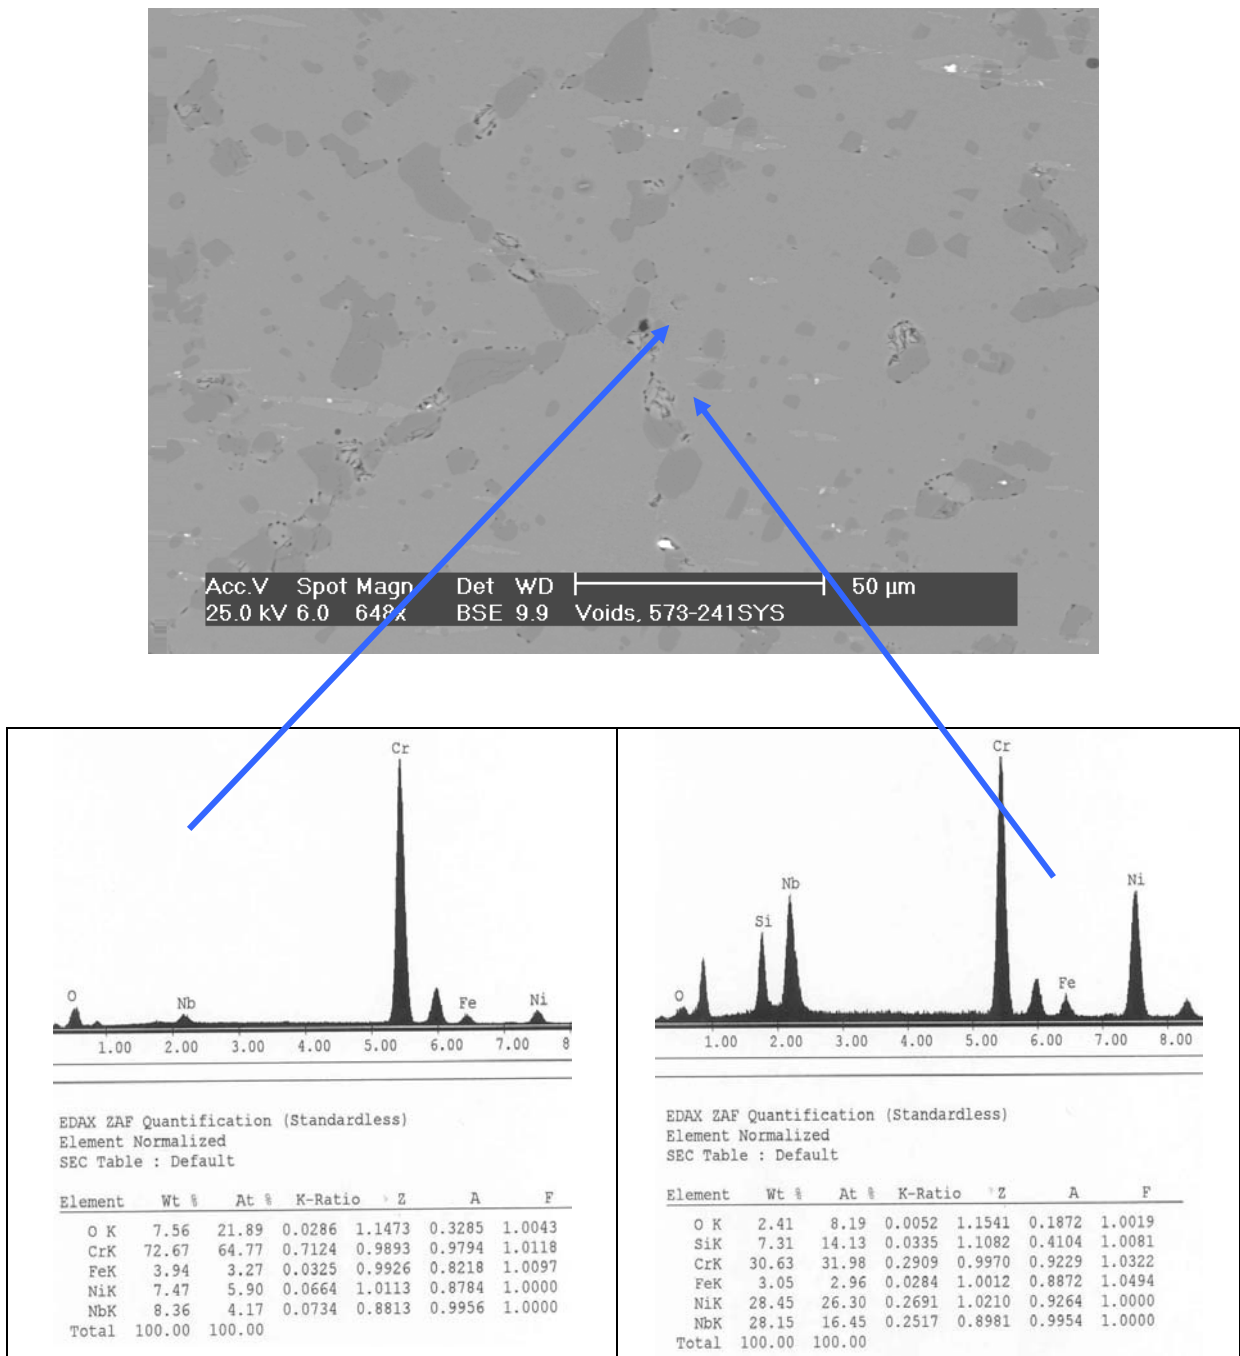 Acc.V Spot Magn Det WD 50 µm
25.0 kV 6.0 648x BSE 9.9 Voids, 573-241SYS
Cr
O
Nb
Fe
Ni
1.00 2.00 3.00 4.00 5.00 6.00 7.00 8
EDAX ZAF Quantification (Standardless)
Element Normalized
SEC Table : Default
Element Wt % At % K-Ratio Z A F
O K 7.56 21.89 0.0286 1.1473 0.3285 1.0043
CrK 72.67 64.77 0.7124 0.9893 0.9794 1.0118
FeK 3.94 3.27 0.0325 0.9926 0.8218 1.0097
NiK 7.47 5.90 0.0664 1.0113 0.8784 1.0000
NbK 8.36 4.17 0.0734 0.8813 0.9956 1.0000
Total 100.00 100.00
Cr
Nb
Ni
Si
Fe
O
1.00 2.00 3.00 4.00 5.00 6.00 7.00 8.00
EDAX ZAF Quantification (Standardless)
Element Normalized
SEC Table : Default
Element Wt % At % K-Ratio Z A F
O K 2.41 8.19 0.0052 1.1541 0.1872 1.0019
SiK 7.31 14.13 0.0335 1.1082 0.4104 1.0081
CrK 30.63 31.98 0.2909 0.9970 0.9229 1.0322
FeK 3.05 2.96 0.0284 1.0012 0.8872 1.0494
NiK 28.45 26.30 0.2691 1.0210 0.9264 1.0000
NbK 28.15 16.45 0.2517 0.8981 0.9954 1.0000
Total 100.00 100.00